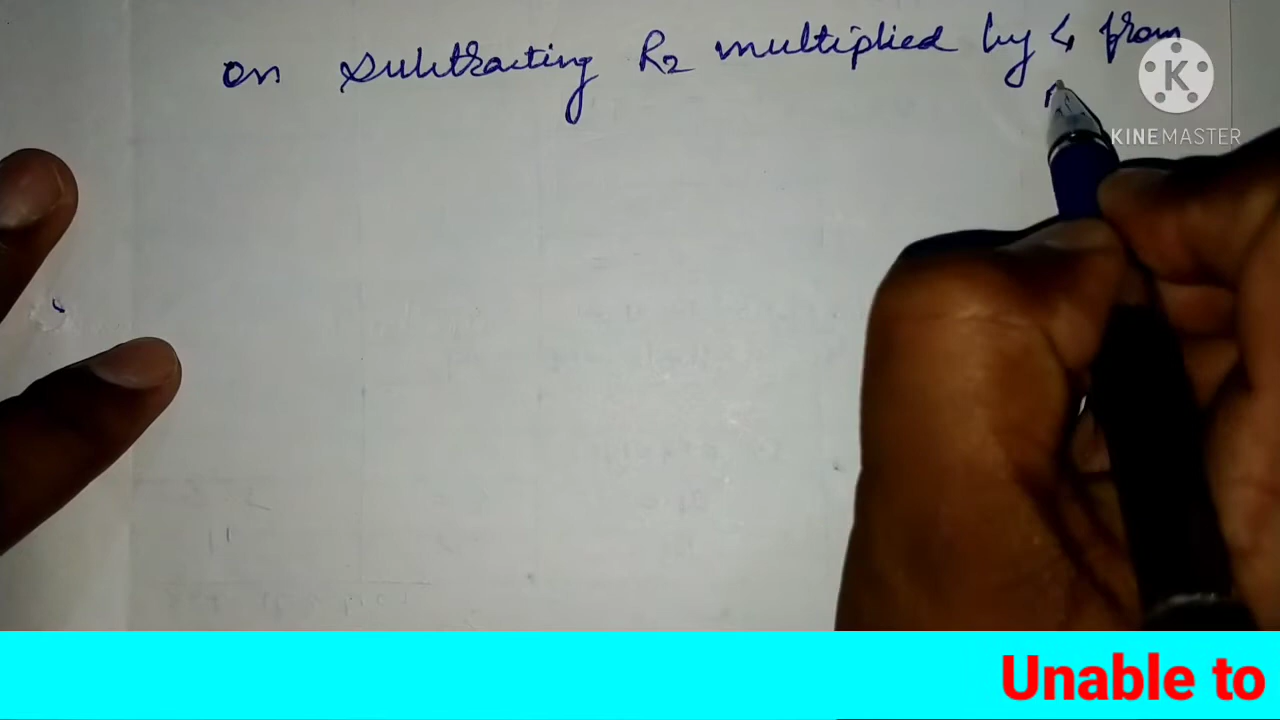 on subtracting R2 multiplied by 4 from
K
KINEMASTER
Unable to